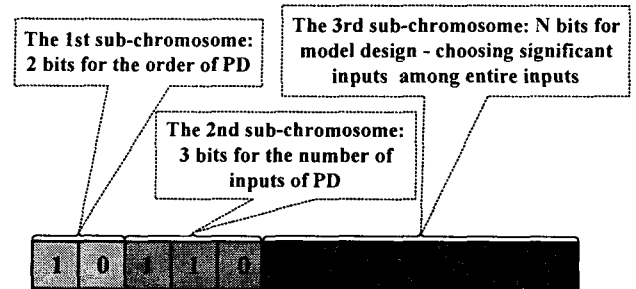 The 1st sub-chromosome:
2 bits for the order of PD
The 3rd sub-chromosome: N bits for
model design - choosing significant
inputs among entire inputs
The 2nd sub-chromosome:
3 bits for the number of
inputs of PD
1 0 1 1 0